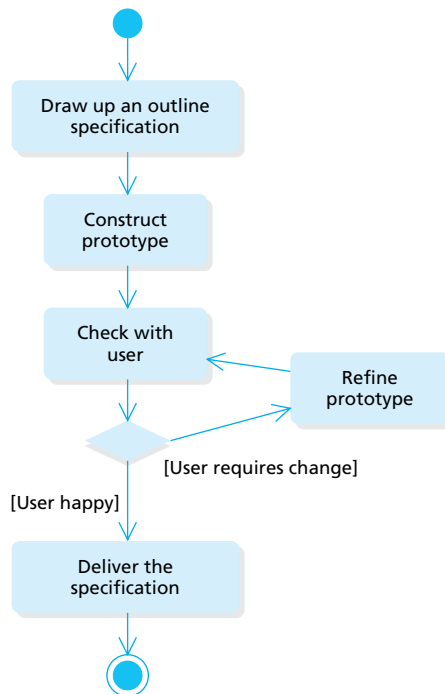 Draw up an outline
specification
Construct
prototype
Check with
user
Refine
prototype
[User requires change]
[User happy]
Deliver the
specification